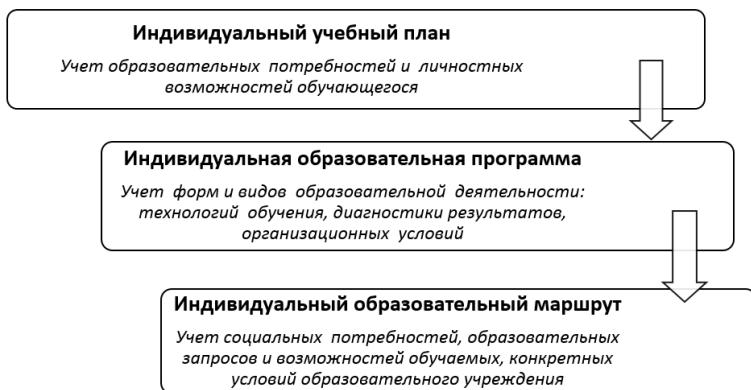 Индивидуальный учебный план
Учет образовательных потребностей и личностных
возможностей обучающегося
Индивидуальная образовательная программа
Учет форм и видов образовательной деятельности:
технологий обучения, диагностики результатов,
организационных условий
Индивидуальный образовательный маршрут
Учет социальных потребностей, образовательных
запросов и возможностей обучаемых, конкретных
условий образовательного учреждения